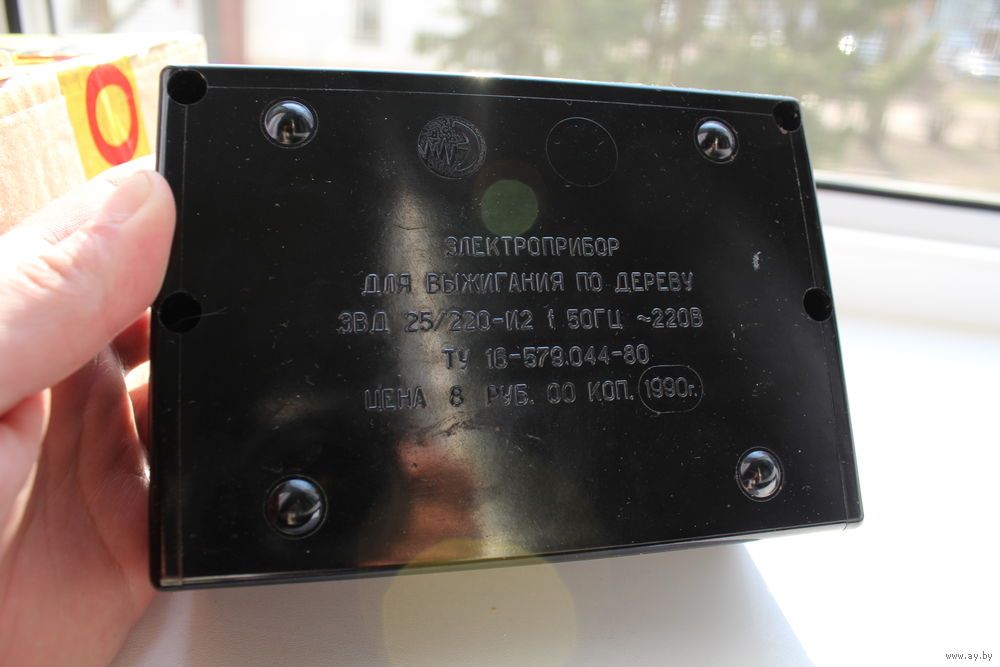 ЭЛЕКТРОПРИБОР
ДЛЯ ВЫЖИГАНИЯ ПО ДЕРЕВУ
ЭВД 25/220-И2 f 50ГЦ ~220В
ТУ 16-579.044-80
ЦЕНА 8 РУБ. 00 КОП. 1990г.
www.ay.by